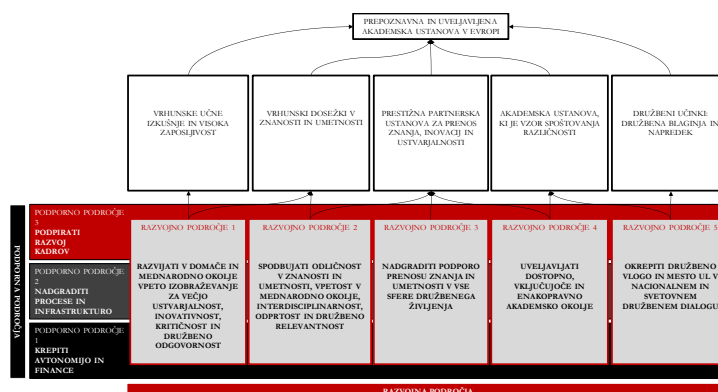 PREPOZNAVNA IN UVELJAVLJENA
AKADEMSKA USTANOVA V EVROPI
VRHUNSKE UČNE
IZKUŠNJE IN VISOKA
ZAPOSLJIVOST
VRHUNSKI DOSEŽKI V
ZNANOSTI IN UMETNOSTI
PRESTIŽNA PARTNERSKA
USTANOVA ZA PRENOS
ZNANJA, INOVACIJ IN
USTVARJALNOSTI
AKADEMSKA USTANOVA,
KI JE VZOR SPOŠTOVANJA
RAZLIČNOSTI
DRUŽBENI UČINKI:
DRUŽBENA BLAGINJA IN
NAPREDEK
PODPORNA PODROČJA
PODPORNO PODROČJE
3
PODPIRATI
RAZVOJ
KADROV
PODPORNO PODROČJE
2
NADGRADITI
PROCESE IN
INFRASTRUKTURO
PODPORNO PODROČJE
1
KREPITI
AVTONOMIJO IN
FINANCE
RAZVOJNO PODROČJE 1
RAZVIJATI V DOMAČE IN
MEDNARODNO OKOLJE
VPETO IZOBRAŽEVANJE
ZA VEČJO
USTVARJALNOST,
INOVATIVNOST,
KRITIČNOST IN
DRUŽBENO
ODGOVORNOST
RAZVOJNO PODROČJE 2
SPODBUJATI ODLIČNOST
V ZNANOSTI IN
UMETNOSTI, VPETOST V
MEDNARODNO OKOLJE,
INTERDISCIPLINARNOST,
ODPRTOST IN DRUŽBENO
RELEVANTNOST
RAZVOJNO PODROČJE 3
NADGRADITI PODPORO
PRENOSU ZNANJA IN
UMETNOSTI V VSE
SFERE DRUŽBENEGA
ŽIVLJENJA
RAZVOJNO PODROČJE 4
UVELJAVLJATI
DOSTOPNO,
VKLJUČUJOČE IN
ENAKOPRAVNO
AKADEMSKO OKOLJE
RAZVOJNO PODROČJE 5
OKREPITI DRUŽBENO
VLOGO IN MESTO UL V
NACIONALNEM IN
SVETOVNEM
DRUŽBENEM DIALOGU
RAZVOJNA PODROČJA